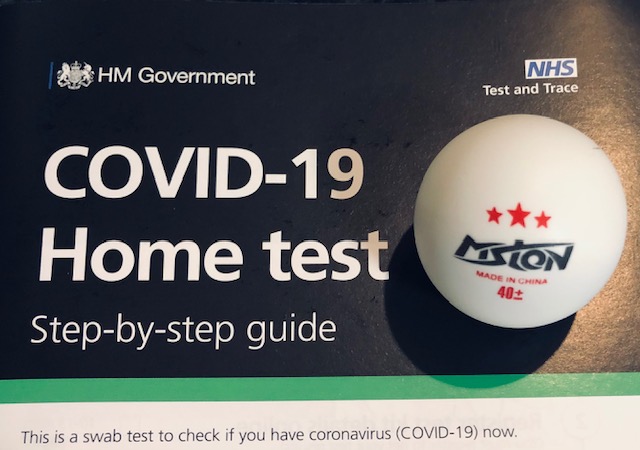 HM Government
NHS
Test and Trace
COVID-19
Home test
Step-by-step guide
MSLON
MADE IN CHINA
40±
This is a swab test to check if you have coronavirus (COVID-19) now.